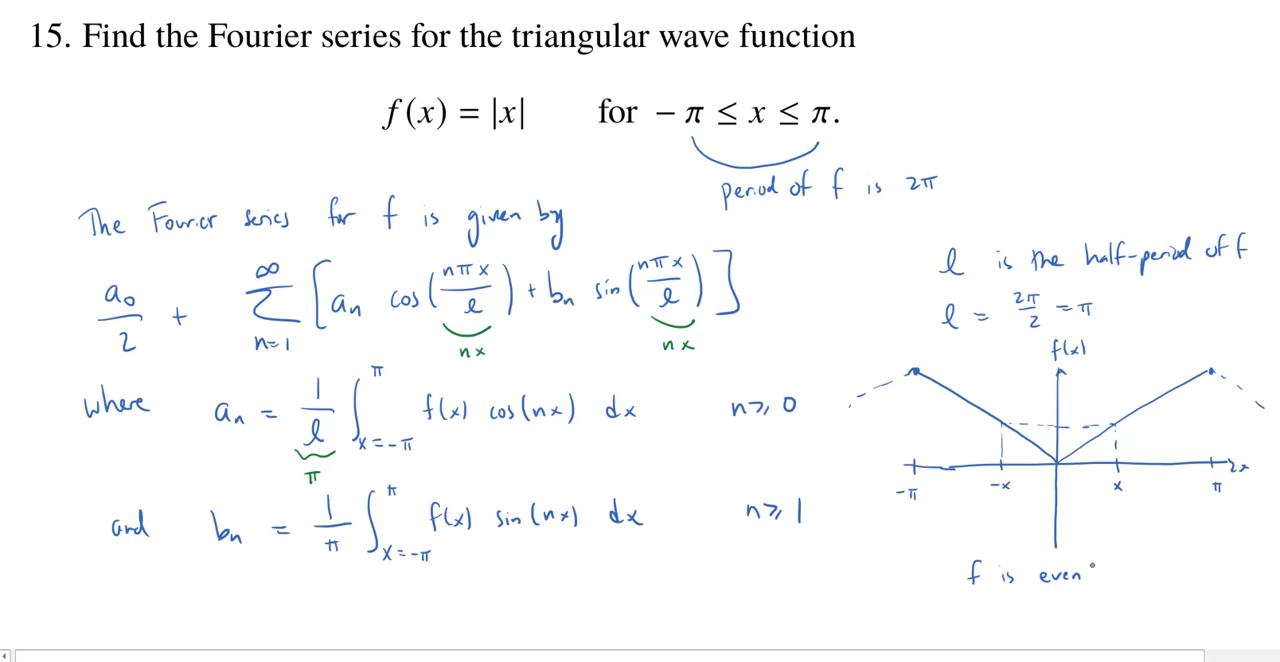 15. Find the Fourier series for the triangular wave function
f(x) = |x| for − π ≤ x ≤ π.
period of f is 2π
The Fourier series for f is given by
a₀/2 + ∑_{n=1}^{∞} [ aₙ cos(nπx/l) + bₙ sin(nπx/l) ]
nx nx
l is the half-period of f
l = 2π/2 = π
where aₙ = 1/l ∫_{x=-π}^{π} f(x) cos(nx) dx n ≥ 0
π
and bₙ = 1/π ∫_{x=-π}^{π} f(x) sin(nx) dx n ≥ 1
f(x)
-π -x x π x
f is even